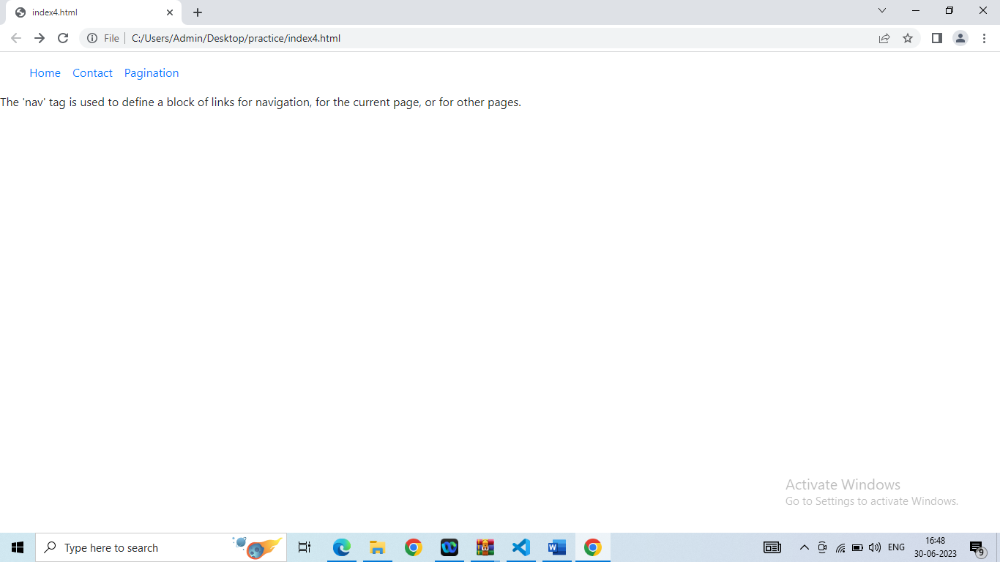 index4.html
File
C:/Users/Admin/Desktop/practice/index4.html
Home Contact Pagination
The 'nav' tag is used to define a block of links for navigation, for the current page, or for other pages.
Activate Windows
Go to Settings to activate Windows.
Type here to search
W
ENG
16:48
30-06-2023
9